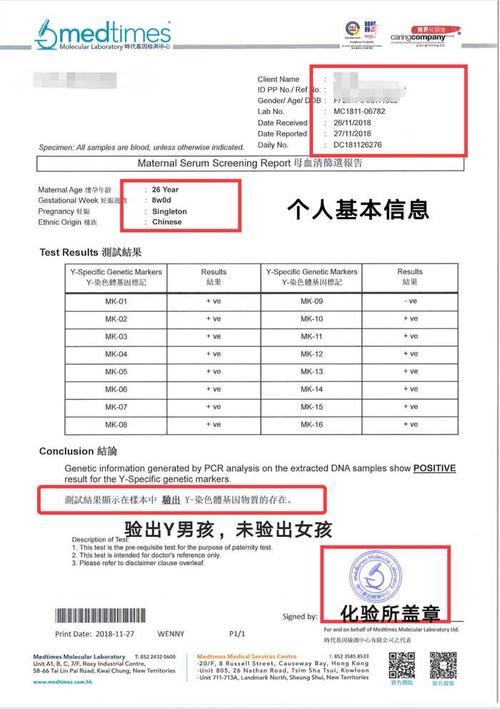 medtimes
Molecular Laboratory 時代基因檢測中心
caringcompany
Client Name :
ID PP No./ Ref No. :
Gender/ Age/ DOB :
Lab No. : MC1811-06782
Date Received : 26/11/2018
Date Reported : 27/11/2018
Daily No. : DC181126276
Specimen: All samples are blood, unless otherwise indicated.
Maternal Serum Screening Report 母血清篩選報告
Maternal Age 懷孕年齡 : 26 Year
Gestational Week 妊娠週數 : 8w0d
Pregnancy 妊娠 : Singleton
Ethnic Origin 種族 : Chinese
个人基本信息
Test Results 測試結果
Y-Specific Genetic Markers Results Y-Specific Genetic Markers Results
Y-染色體基因標記 結果 Y-染色體基因標記 結果
MK-01 + ve MK-09 - ve
MK-02 + ve MK-10 + ve
MK-03 + ve MK-11 + ve
MK-04 + ve MK-12 + ve
MK-05 + ve MK-13 + ve
MK-06 + ve MK-14 + ve
MK-07 + ve MK-15 + ve
MK-08 + ve MK-16 + ve
Conclusion 結論
Genetic information generated by PCR analysis on the extracted DNA samples show POSITIVE
result for the Y-Specific genetic markers.
測試結果顯示在樣本中 驗出 Y-染色體基因物質的存在。
验出Y男孩，未验出女孩
Description of Test:
1. This test is the pre-requisite test for the purpose of paternity test.
2. This test is intended for doctor's reference only.
3. Please refer to disclaimer clause overleaf.
Signed by:
化验所盖章
For and on behalf of Medtimes Molecular Laboratory Ltd.
時代基因檢測中心有限公司之代表
Print Date: 2018-11-27 WENNY P1/1
Medtimes Molecular Laboratory T: 852 2432 0600
Unit A1, B, C, 7/F, Roxy Industrial Centre,
58-66 Tai Lin Pai Road, Kwai Chung, New Territories
www.medtimes.com.hk
Medtimes Medical Services Centre T: 852 3585 8533
20/F, 8 Russell Street, Causeway Bay, Hong Kong
Unit 805, 26 Nathan Road, Tsim Sha Tsui, Kowloon
Unit 711-713A, Landmark North, Sheung Shui, New Territories
官方網站
官方微信